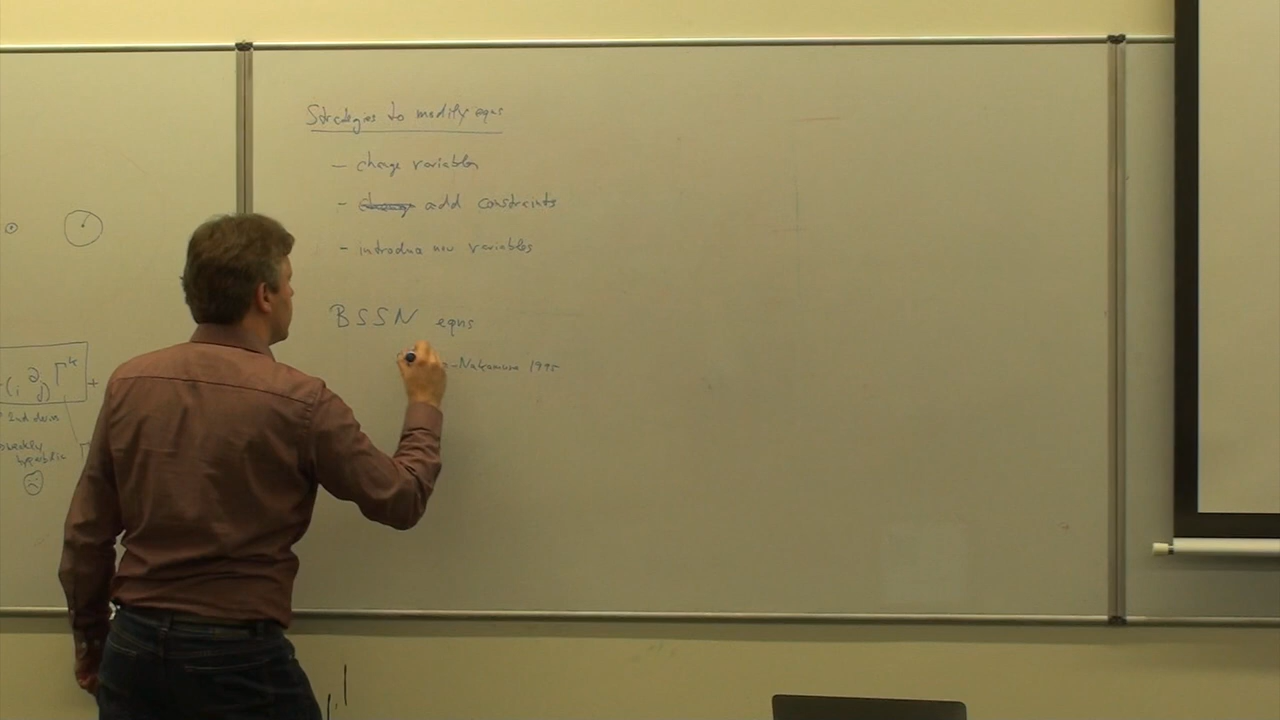 Strategies to modify eqns
- change variables
- add constraints
- introduce new variables
BSSN eqns
-Nakamura 1995
(i ∂j) Γ^k +
2nd deriv
weakly
hyperbolic